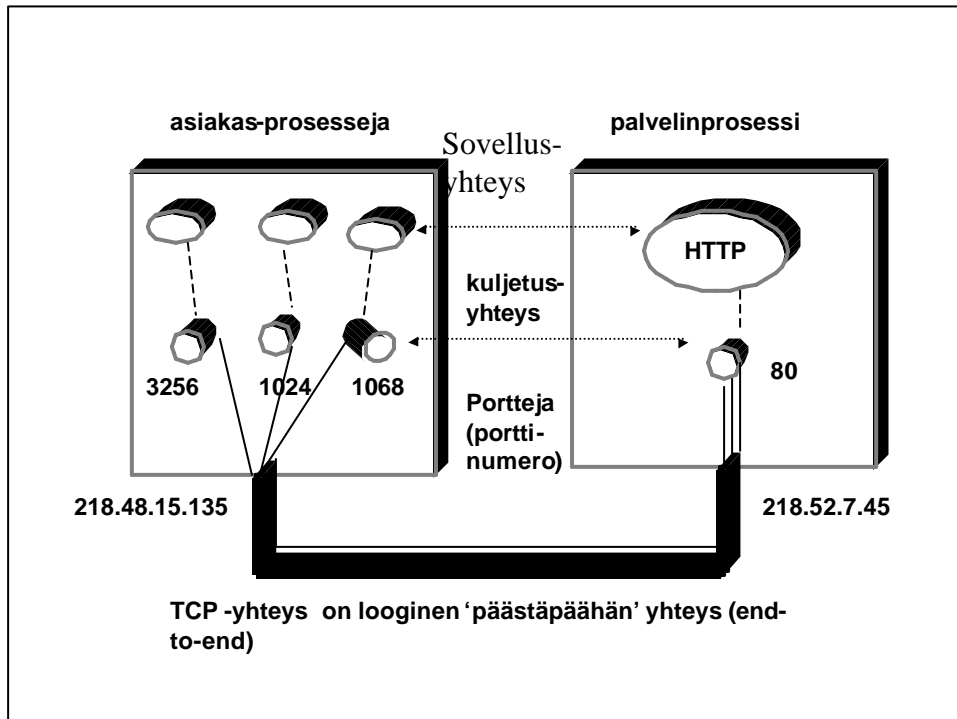 asiakas-prosesseja
palvelinprosessi
Sovellus-
yhteys
HTTP
kuljetus-
yhteys
3256
1024
1068
80
Portteja
(portti-
numero)
218.48.15.135
218.52.7.45
TCP -yhteys on looginen ‘päästäpäähän’ yhteys (end-
to-end)